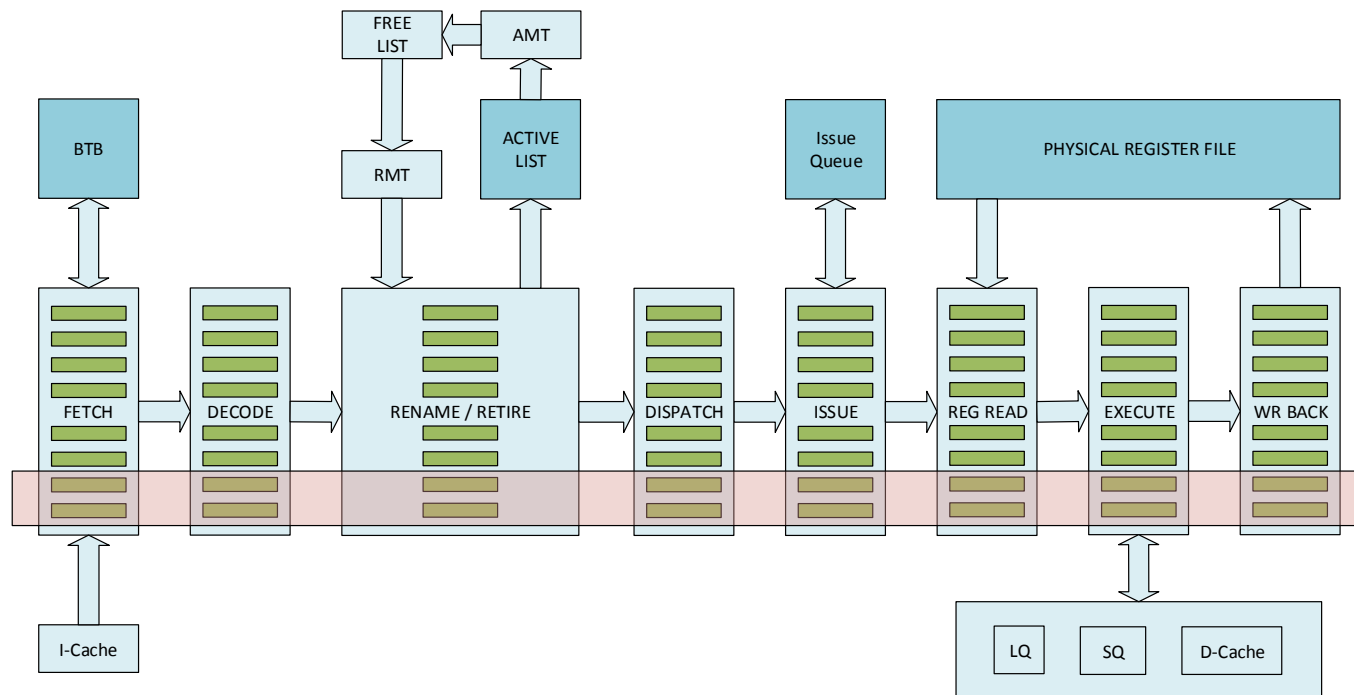 FREE
LIST
AMT
BTB
ACTIVE
LIST
Issue
Queue
PHYSICAL REGISTER FILE
RMT
FETCH
DECODE
RENAME / RETIRE
DISPATCH
ISSUE
REG READ
EXECUTE
WR BACK
I-Cache
LQ
SQ
D-Cache